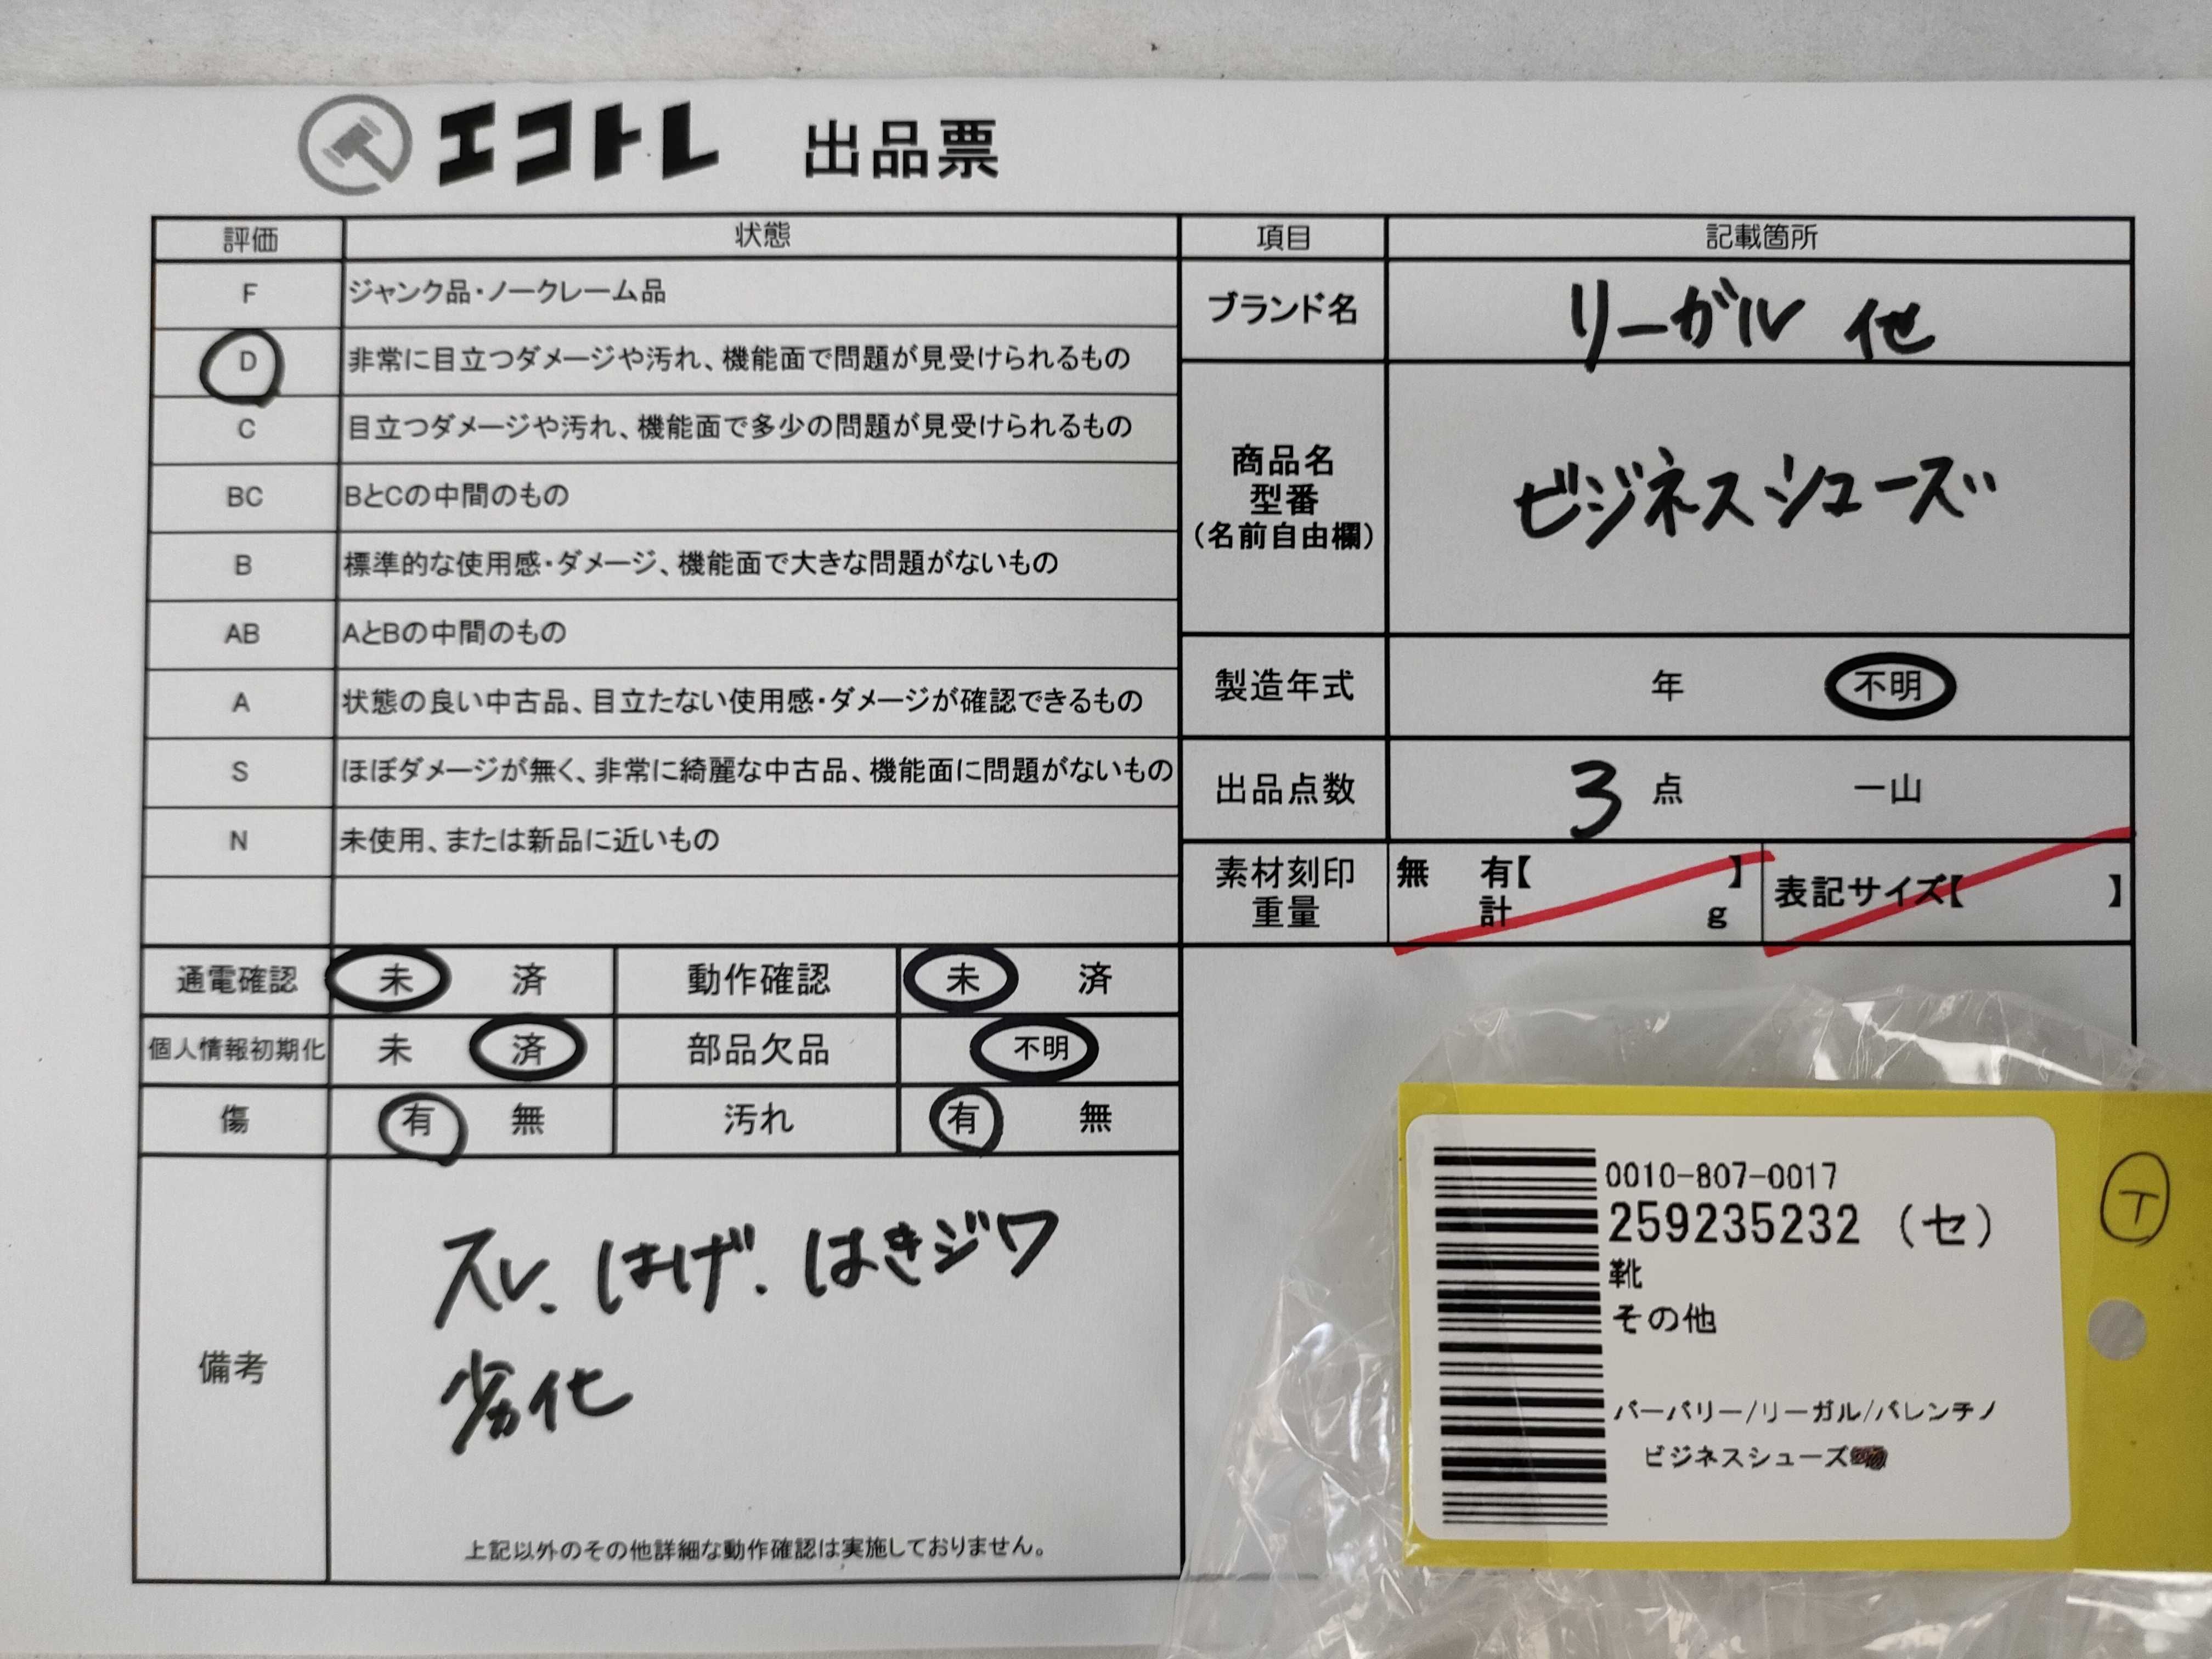 エコトレ 出品票
評価 状態
F ジャンク品・ノークレーム品
D 非常に目立つダメージや汚れ、機能面で問題が見受けられるもの
C 目立つダメージや汚れ、機能面で多少の問題が見受けられるもの
BC BとCの中間のもの
B 標準的な使用感・ダメージ、機能面で大きな問題がないもの
AB AとBの中間のもの
A 状態の良い中古品、目立たない使用感・ダメージが確認できるもの
S ほぼダメージが無く、非常に綺麗な中古品、機能面に問題がないもの
N 未使用、または新品に近いもの
項目 記載箇所
ブランド名 リーガル 他
商品名
型番
(名前自由欄)
ビジネスシューズ
製造年式 年 不明
出品点数 3 点 一山
素材刻印 無 有【 】
重量 計 g
表記サイズ【 】
通電確認 未 済 動作確認 未 済
個人情報初期化 未 済 部品欠品 不明
傷 有 無 汚れ 有 無
備考
スレ、はげ、はきジワ
劣化
上記以外のその他詳細な動作確認は実施しておりません。
0010-807-0017
259235232 (セ)
靴
その他
バーバリー/リーガル/バレンチノ
ビジネスシューズ
T